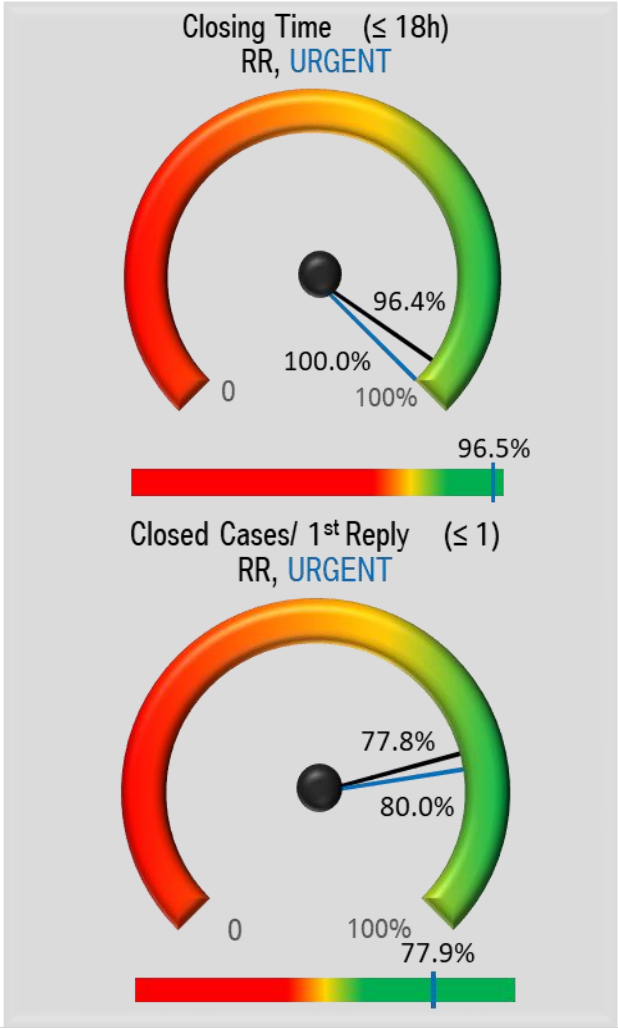 Closing Time (≤ 18h)
RR, URGENT
96.4%
100.0%
0
100%
96.5%
Closed Cases/ 1st Reply (≤ 1)
RR, URGENT
77.8%
80.0%
0
100%
77.9%